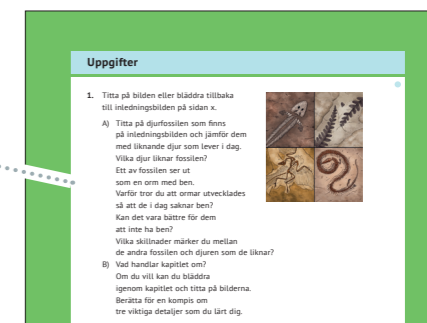 Uppgifter
1. Titta på bilden eller bläddra tillbaka
till inledningsbilden på sidan x.
A) Titta på djurfossilen som finns
på inledningsbilden och jämför dem
med liknande djur som lever i dag.
Vilka djur liknar fossilen?
Ett av fossilen ser ut
som en orm med ben.
Varför tror du att ormar utvecklades
så att de i dag saknar ben?
Kan det vara bättre för dem
att inte ha ben?
Vilka skillnader märker du mellan
de andra fossilen och djuren som de liknar?
B) Vad handlar kapitlet om?
Om du vill kan du bläddra
igenom kapitlet och titta på bilderna.
Berätta för en kompis om
tre viktiga detaljer som du lärt dig.